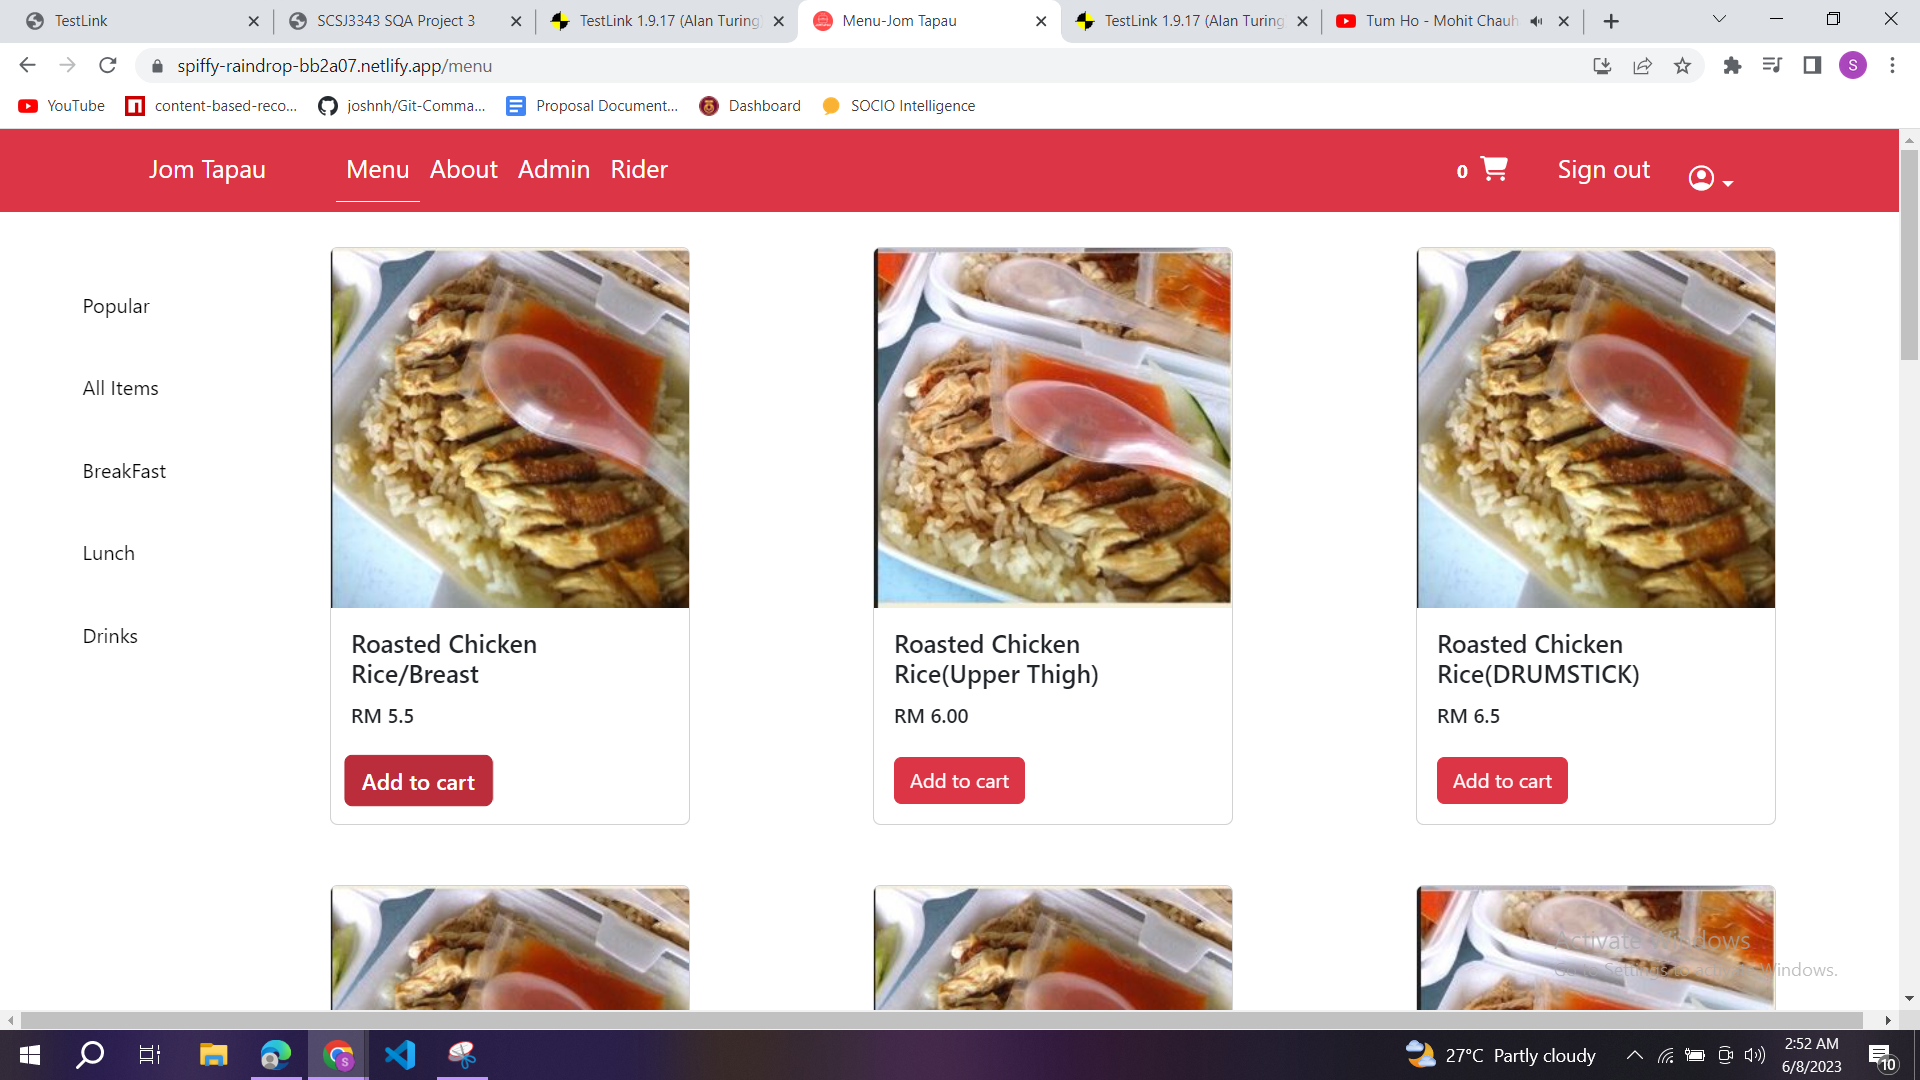 TestLink
SCSJ3343 SQA Project 3
TestLink 1.9.17 (Alan Turing
Menu-Jom Tapau
TestLink 1.9.17 (Alan Turing
Tum Ho - Mohit Chauh
spiffy-raindrop-bb2a07.netlify.app/menu
S
YouTube
content-based-reco...
joshnh/Git-Comma...
Proposal Document...
Dashboard
SOCIO Intelligence
Jom Tapau
Menu
About
Admin
Rider
0
Sign out
Popular
All Items
BreakFast
Lunch
Drinks
Roasted Chicken
Rice/Breast
RM 5.5
Add to cart
Roasted Chicken
Rice(Upper Thigh)
RM 6.00
Add to cart
Roasted Chicken
Rice(DRUMSTICK)
RM 6.5
Add to cart
Activate Windows
Go to Settings to activate Windows.
27°C Partly cloudy
2:52 AM
6/8/2023
10